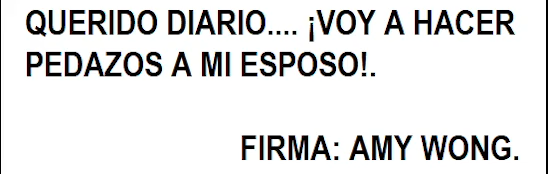 QUERIDO DIARIO.... ¡VOY A HACER
PEDAZOS A MI ESPOSO!.
FIRMA: AMY WONG.